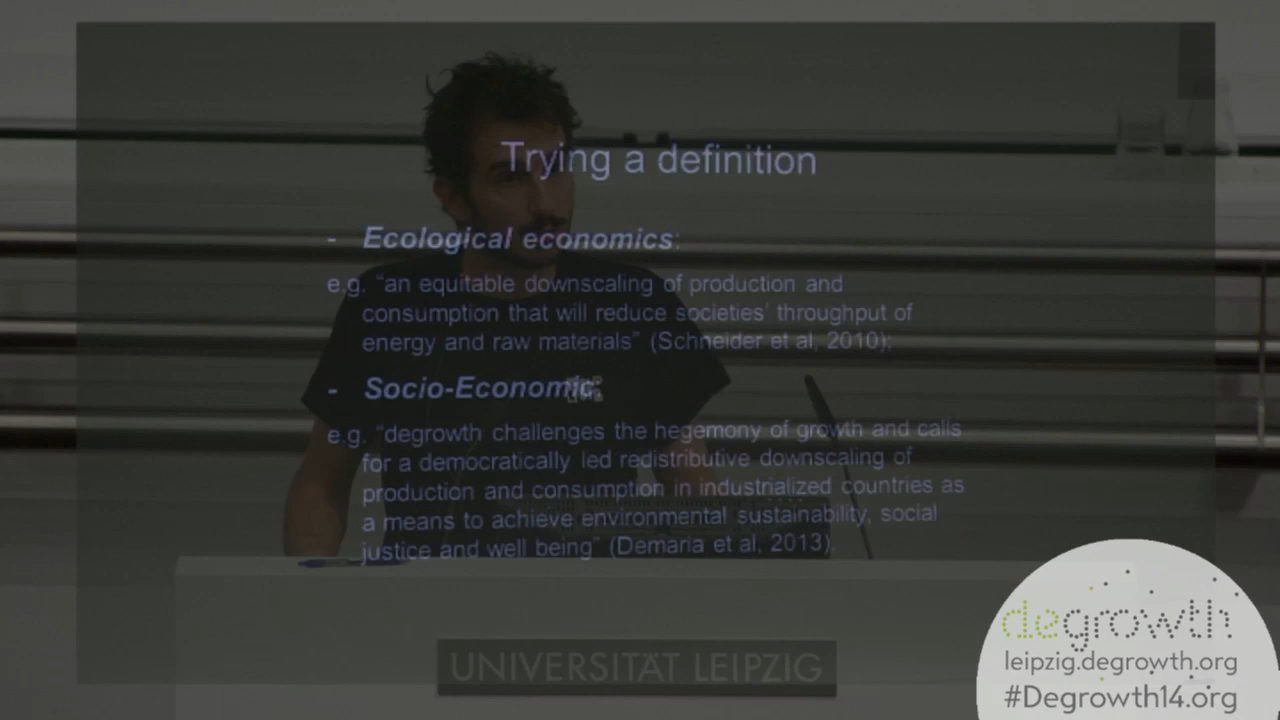 Trying a definition
- Ecological economics:
e.g. “an equitable downscaling of production and
consumption that will reduce societies’ throughput of
energy and raw materials” (Schneider et al, 2010);
- Socio-Economic:
e.g. “degrowth challenges the hegemony of growth and calls
for a democratically led redistributive downscaling of
production and consumption in industrialized countries as
a means to achieve environmental sustainability, social
justice and well being” (Demaria et al, 2013).
UNIVERSITÄT LEIPZIG
degrowth
leipzig.degrowth.org
#Degrowth14.org